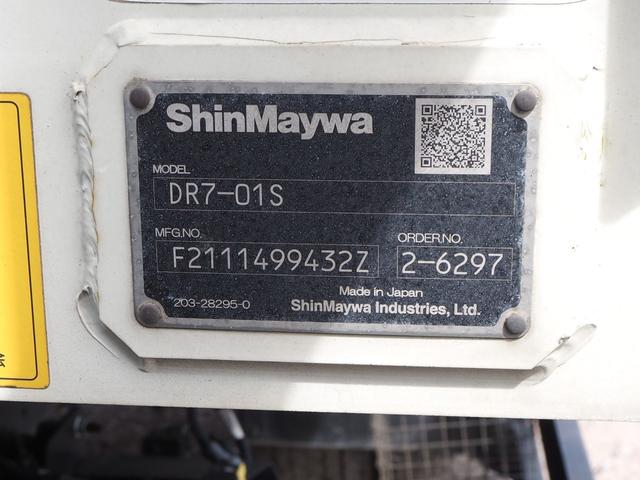 ShinMaywa
MODEL
DR7-01S
MFG.NO. ORDER.NO.
F2111499432Z 2-6297
Made in Japan
203-28295-0 ShinMaywa Industries, Ltd.